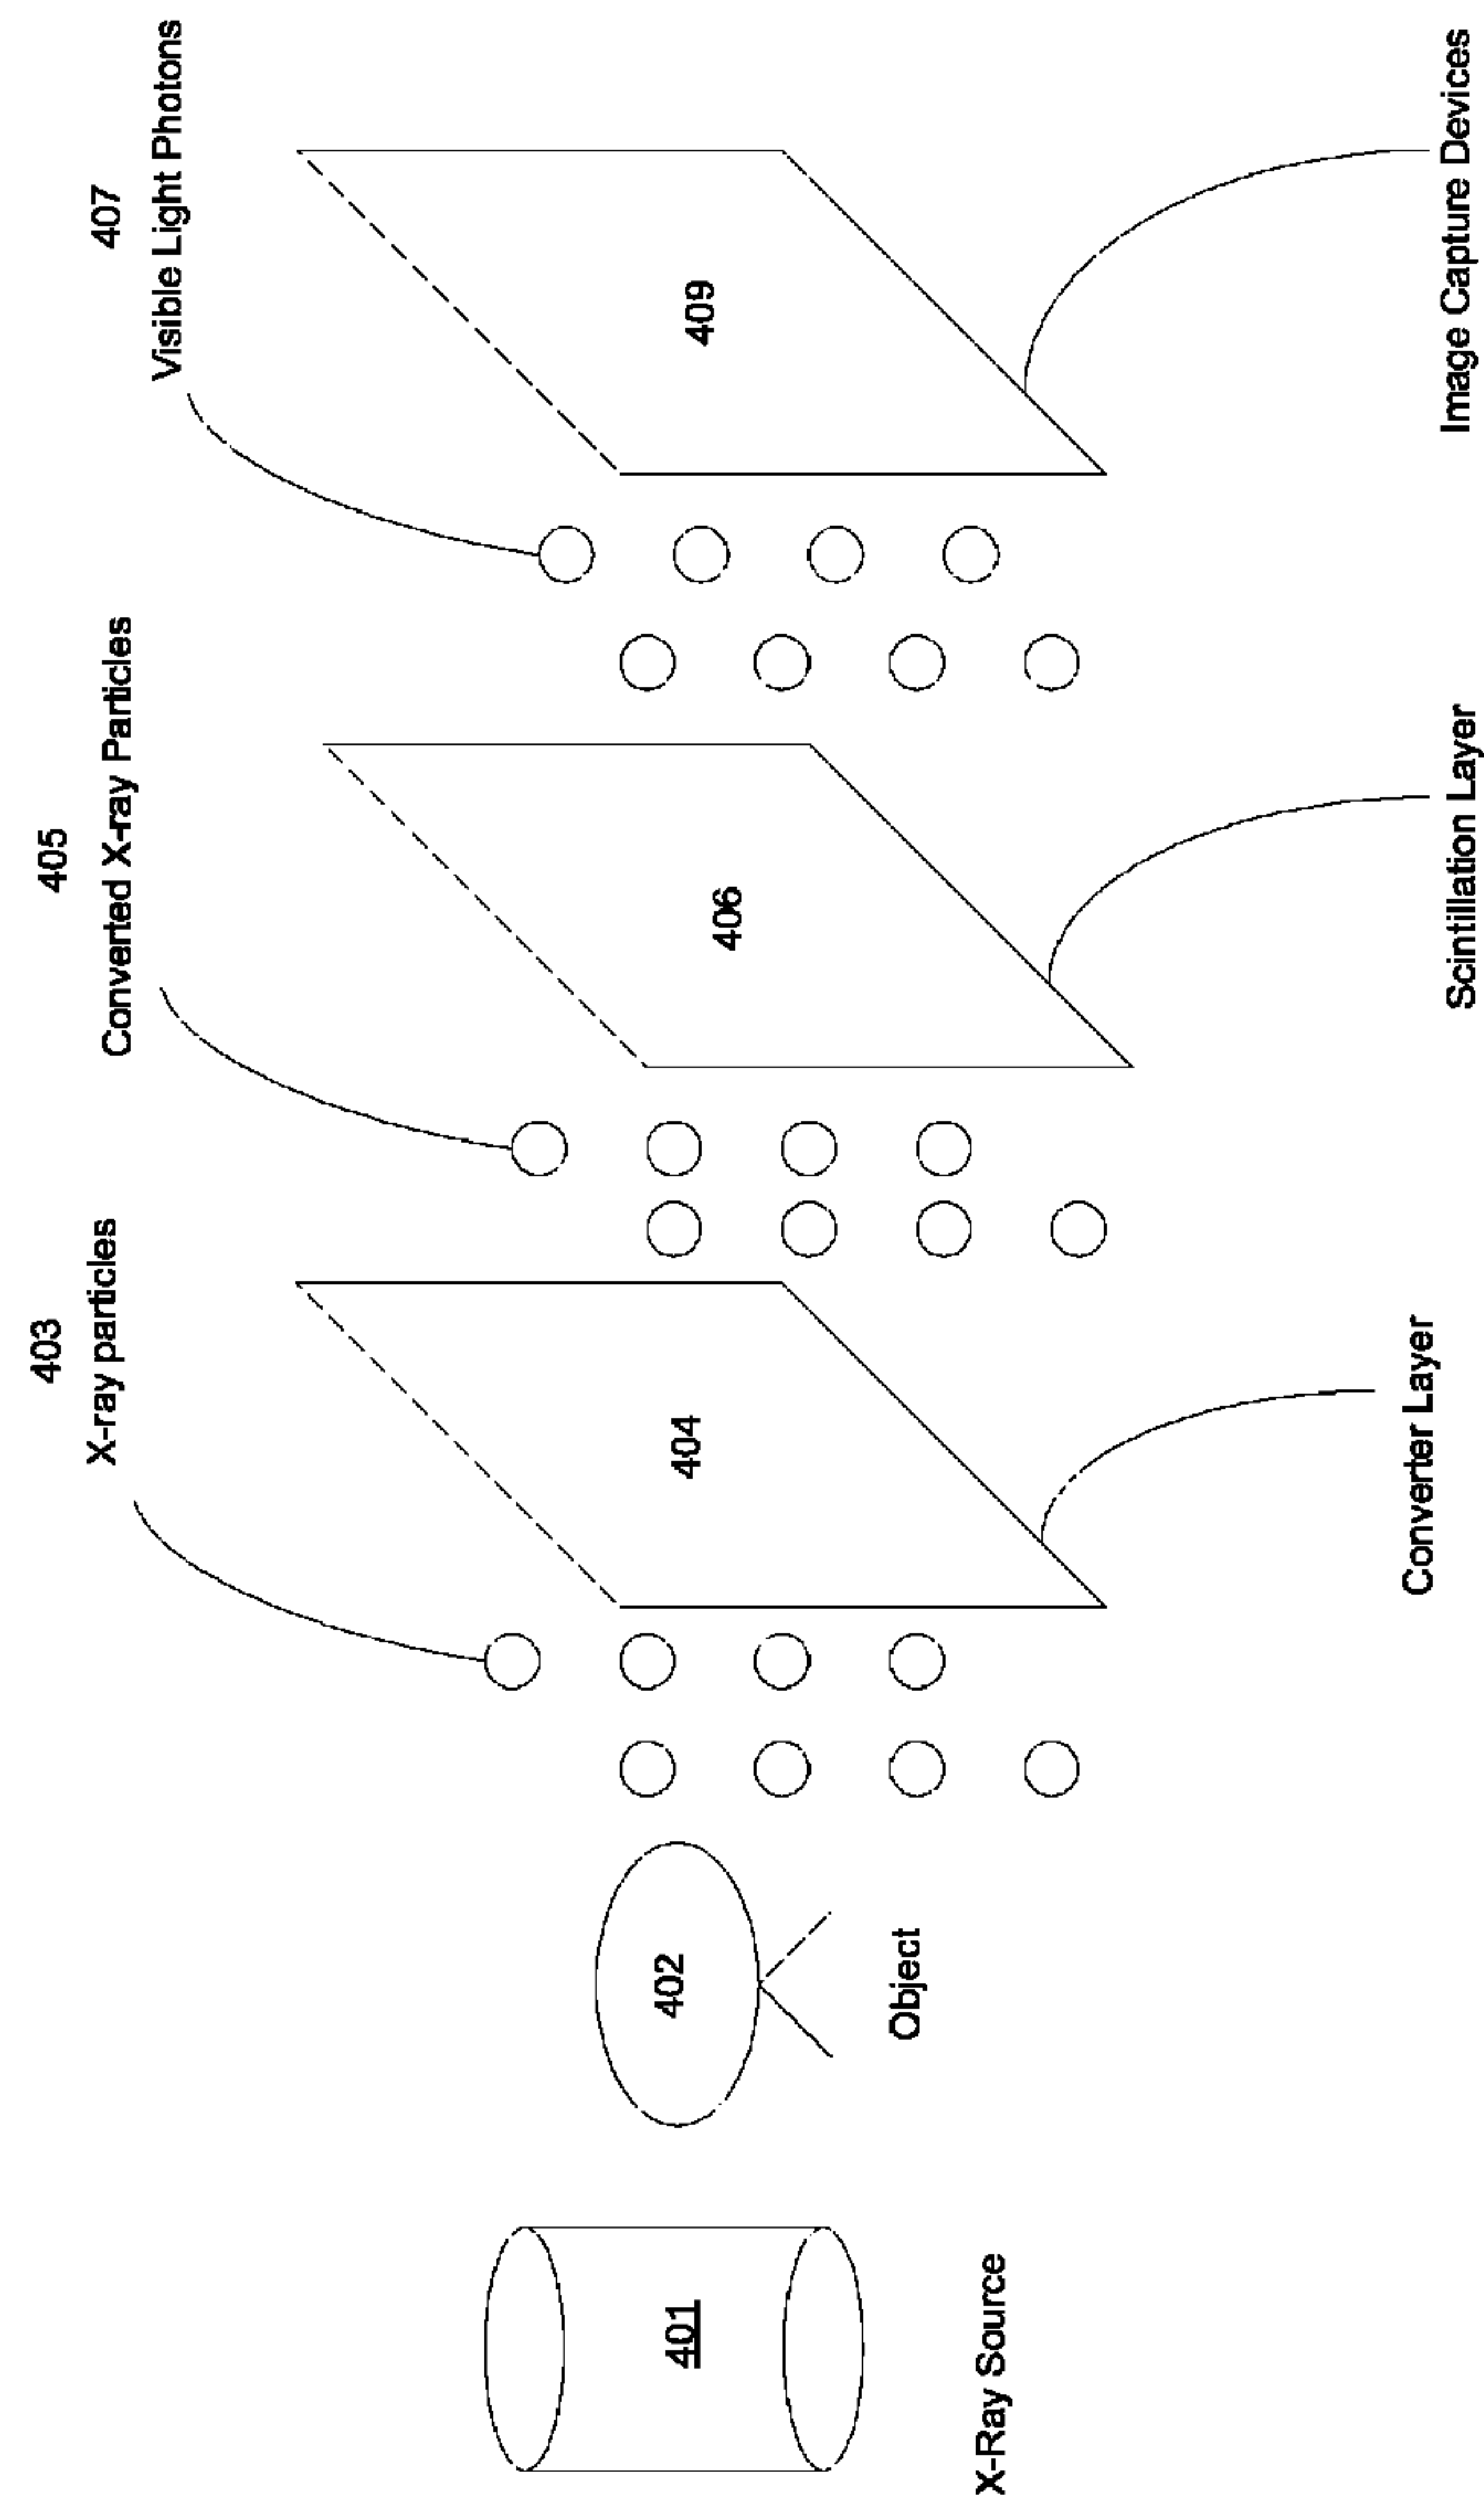 403
X-ray particles
405
Converted X-ray Particles
407
Visible Light Photons
401
402
404
406
409
X-Ray Source
Object
Converter Layer
Scintillation Layer
Image Capture Devices